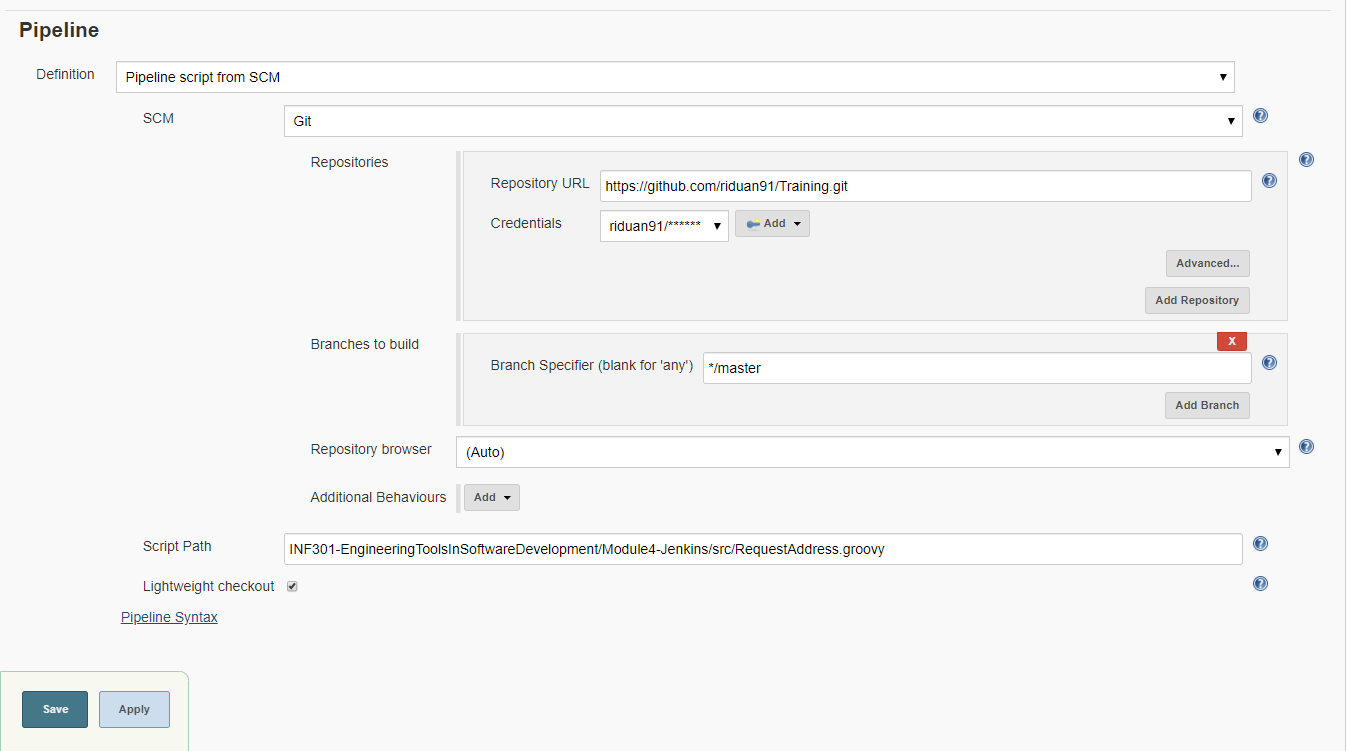 Pipeline
Definition
Pipeline script from SCM
SCM
Git
Repositories
Repository URL
https://github.com/riduan91/Training.git
Credentials
riduan91/******
Add
Advanced...
Add Repository
Branches to build
X
Branch Specifier (blank for 'any')
*/master
Add Branch
Repository browser
(Auto)
Additional Behaviours
Add
Script Path
INF301-EngineeringToolsInSoftwareDevelopment/Module4-Jenkins/src/RequestAddress.groovy
Lightweight checkout
Pipeline Syntax
Save
Apply